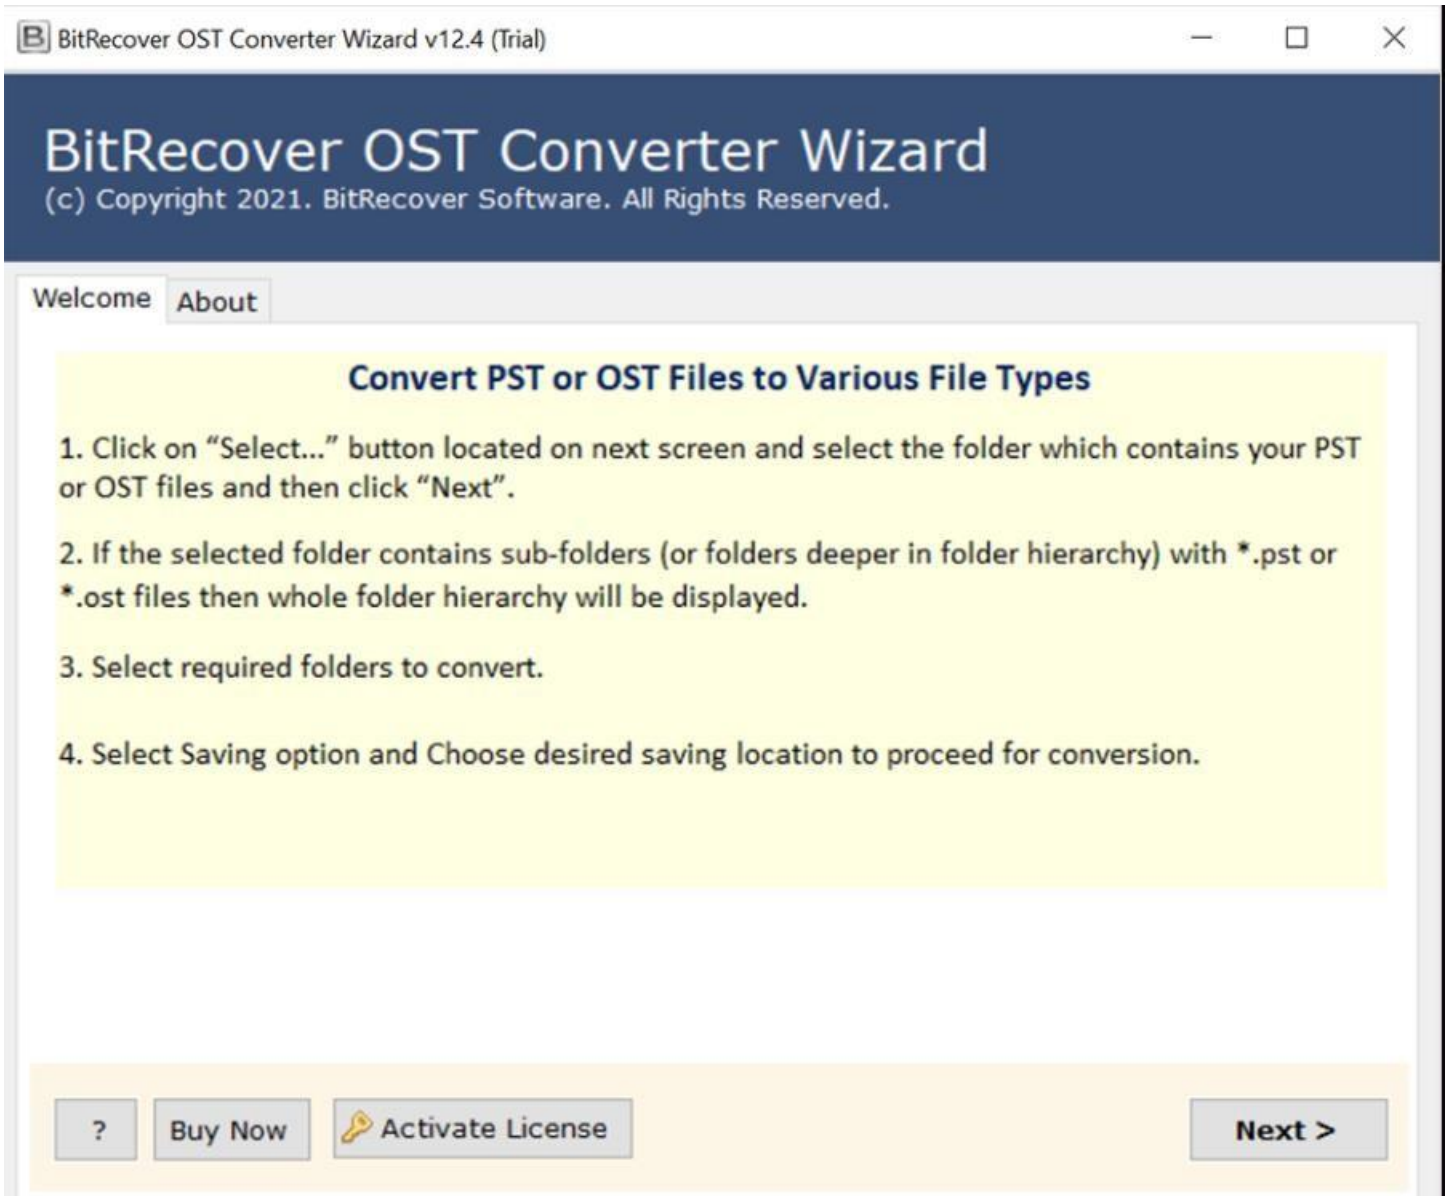 B BitRecover OST Converter Wizard v12.4 (Trial)
BitRecover OST Converter Wizard
(c) Copyright 2021. BitRecover Software. All Rights Reserved.
Welcome About
Convert PST or OST Files to Various File Types
1. Click on “Select...” button located on next screen and select the folder which contains your PST
or OST files and then click “Next”.
2. If the selected folder contains sub-folders (or folders deeper in folder hierarchy) with *.pst or
*.ost files then whole folder hierarchy will be displayed.
3. Select required folders to convert.
4. Select Saving option and Choose desired saving location to proceed for conversion.
? Buy Now Activate License Next >